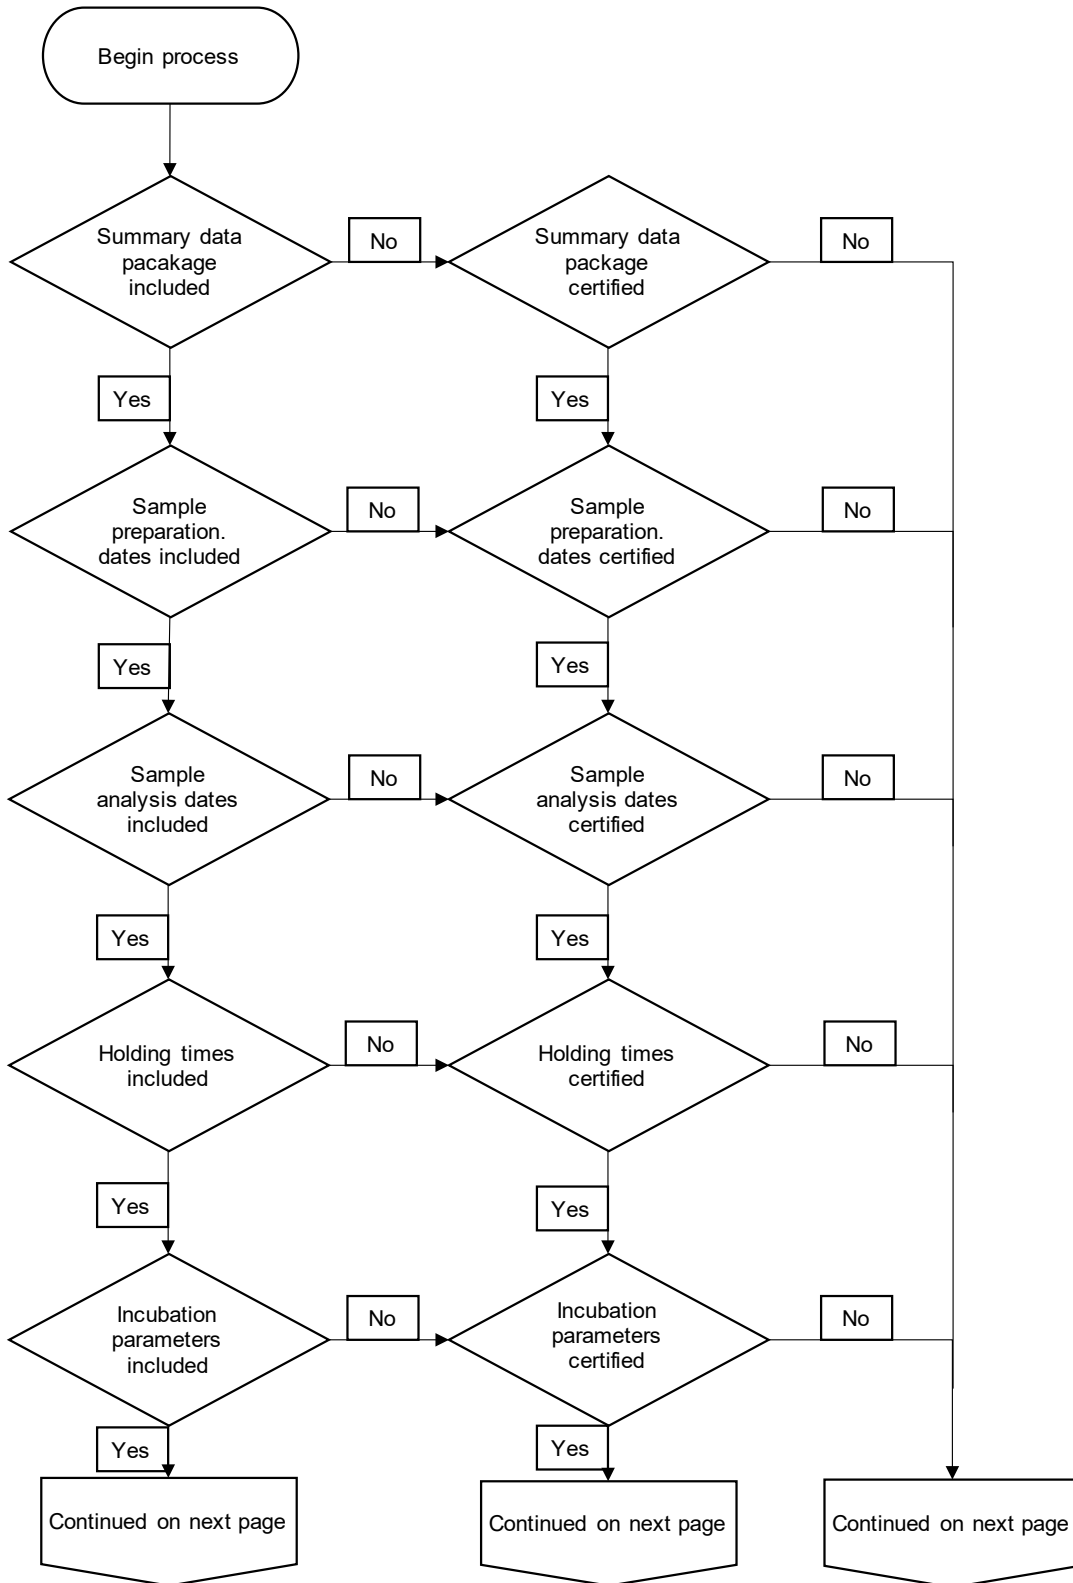 Begin process
Summary data
pacakage
included
No
Summary data
package
certified
No
Yes
Yes
Sample
preparation.
dates included
No
Sample
preparation.
dates certified
No
Yes
Yes
Sample
analysis dates
included
No
Sample
analysis dates
certified
No
Yes
Yes
Holding times
included
No
Holding times
certified
No
Yes
Yes
Incubation
parameters
included
No
Incubation
parameters
certified
No
Yes
Yes
Continued on next page
Continued on next page
Continued on next page